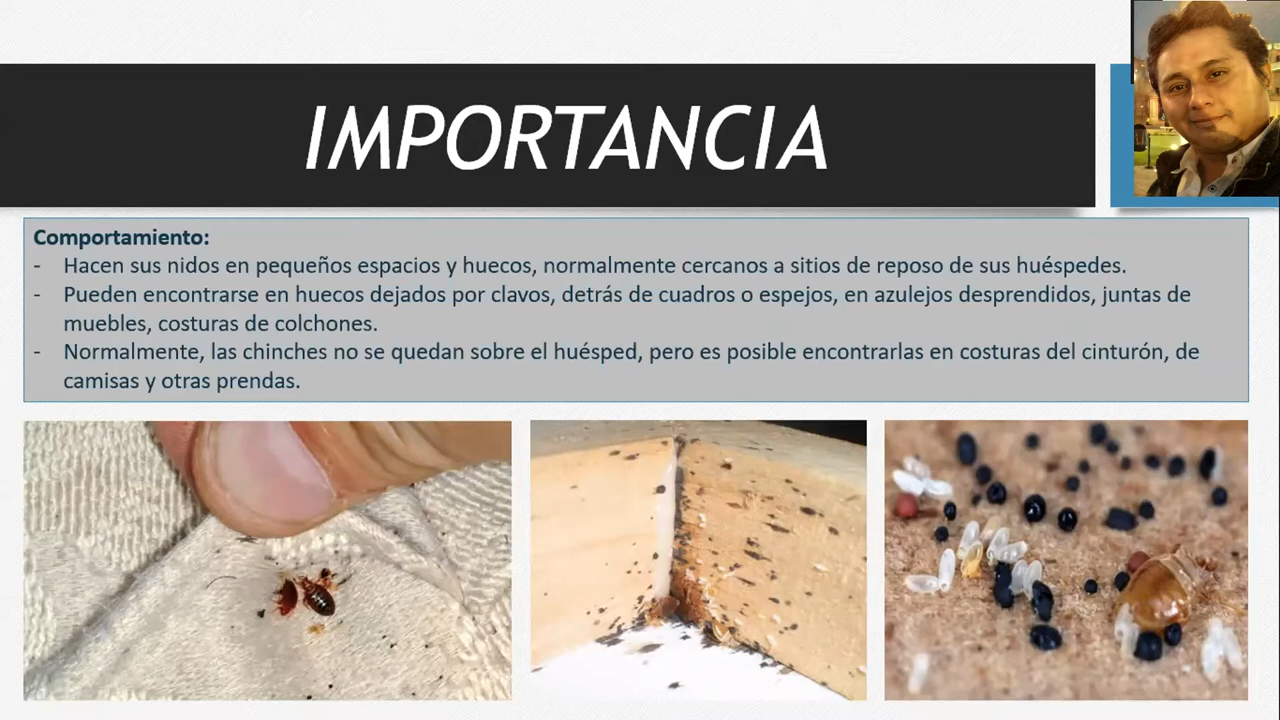 IMPORTANCIA
Comportamiento:
- Hacen sus nidos en pequeños espacios y huecos, normalmente cercanos a sitios de reposo de sus huéspedes.
- Pueden encontrarse en huecos dejados por clavos, detrás de cuadros o espejos, en azulejos desprendidos, juntas de
muebles, costuras de colchones.
- Normalmente, las chinches no se quedan sobre el huésped, pero es posible encontrarlas en costuras del cinturón, de
camisas y otras prendas.